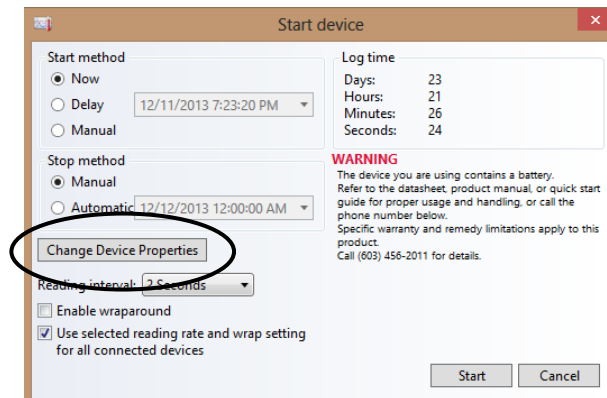 Start device
x
Start method
Now
Delay 12/11/2013 7:23:20 PM
Manual
Stop method
Manual
Automatic 12/12/2013 12:00:00 AM
Change Device Properties
Reading interval: 2 Seconds
Enable wraparound
Use selected reading rate and wrap setting
for all connected devices
Log time
Days: 23
Hours: 21
Minutes: 26
Seconds: 24
WARNING
The device you are using contains a battery.
Refer to the datasheet, product manual, or quick start
guide for proper usage and handling, or call the
phone number below.
Specific warranty and remedy limitations apply to this
product.
Call (603) 456-2011 for details.
Start Cancel